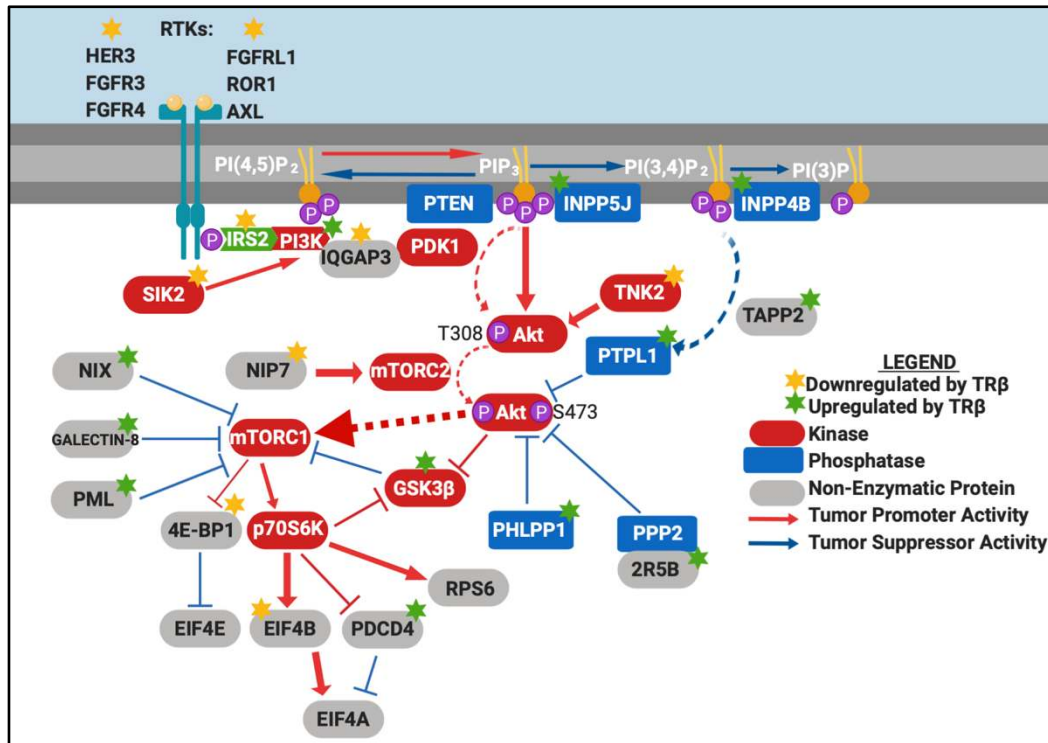 RTKs:
HER3
FGFR3
FGFR4
FGFRL1
ROR1
AXL
PI(4,5)P2
PIP3
PI(3,4)P2
PI(3)P
P
P
P
P
P
P
P
PTEN
INPP5J
INPP4B
P
IRS2
PI3K
IQGAP3
PDK1
SIK2
TNK2
TAPP2
T308
P
Akt
PTPL1
NIX
NIP7
mTORC2
LEGEND
Downregulated by TRβ
Upregulated by TRβ
Kinase
Phosphatase
Non-Enzymatic Protein
Tumor Promoter Activity
Tumor Suppressor Activity
P
Akt
P
S473
GALECTIN-8
mTORC1
GSK3β
PML
4E-BP1
p70S6K
PHLPP1
PPP2
2R5B
RPS6
EIF4E
EIF4B
PDCD4
EIF4A